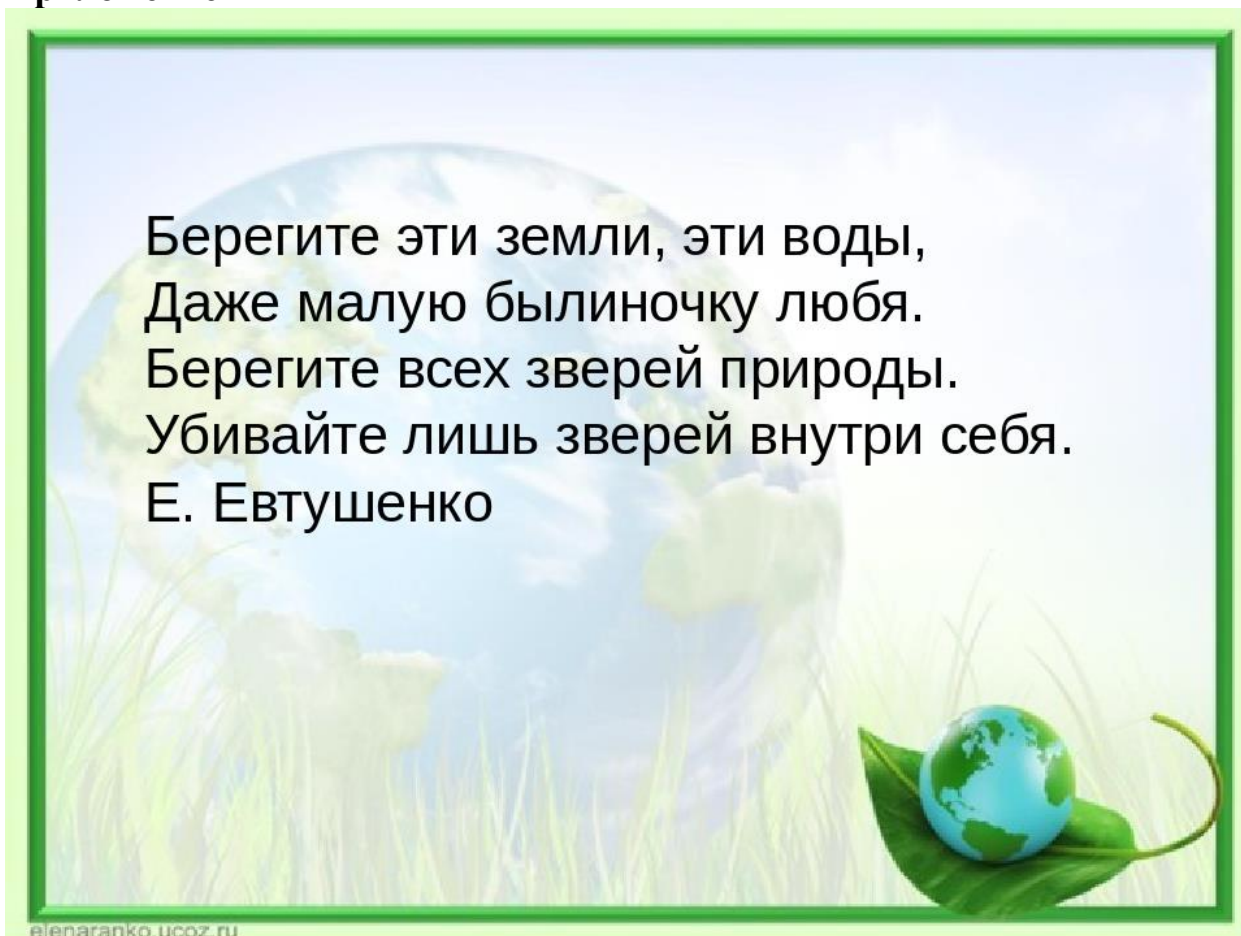 Берегите эти земли, эти воды,
Даже малую былиночку любя.
Берегите всех зверей природы.
Убивайте лишь зверей внутри себя.
Е. Евтушенко
elenaranko.ucoz.ru